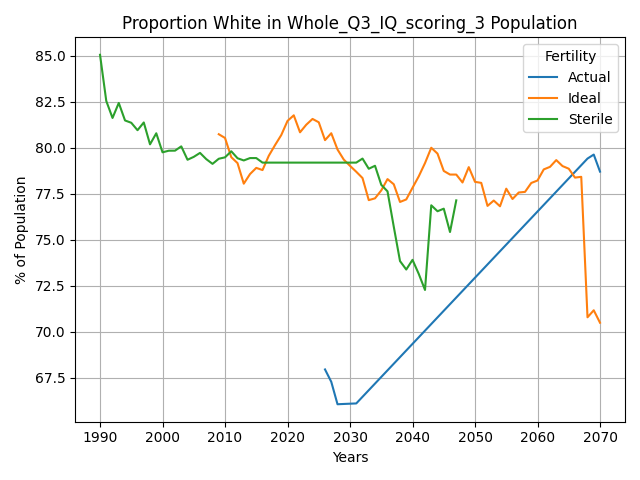 Proportion White in Whole_Q3_IQ_scoring_3 Population
Fertility
Actual
Ideal
Sterile
% of Population
85.0
82.5
80.0
77.5
75.0
72.5
70.0
67.5
1990 2000 2010 2020 2030 2040 2050 2060 2070
Years